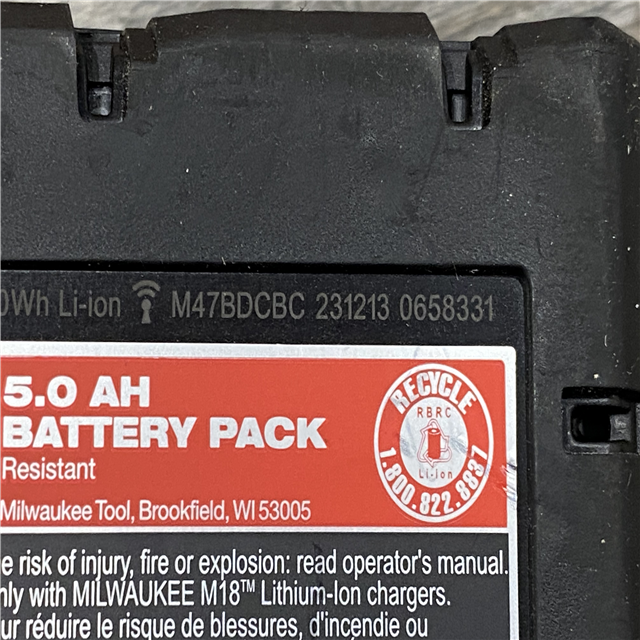 0Wh Li-ion M47BDCBC 231213 0658331
5.0 AH
BATTERY PACK
Resistant
Milwaukee Tool, Brookfield, WI 53005
RECYCLE
RBRC
Li-Ion
1.800.822.8837
e risk of injury, fire or explosion: read operator's manual.
nly with MILWAUKEE M18™ Lithium-Ion chargers.
ur réduire le risque de blessures, d'incendie ou